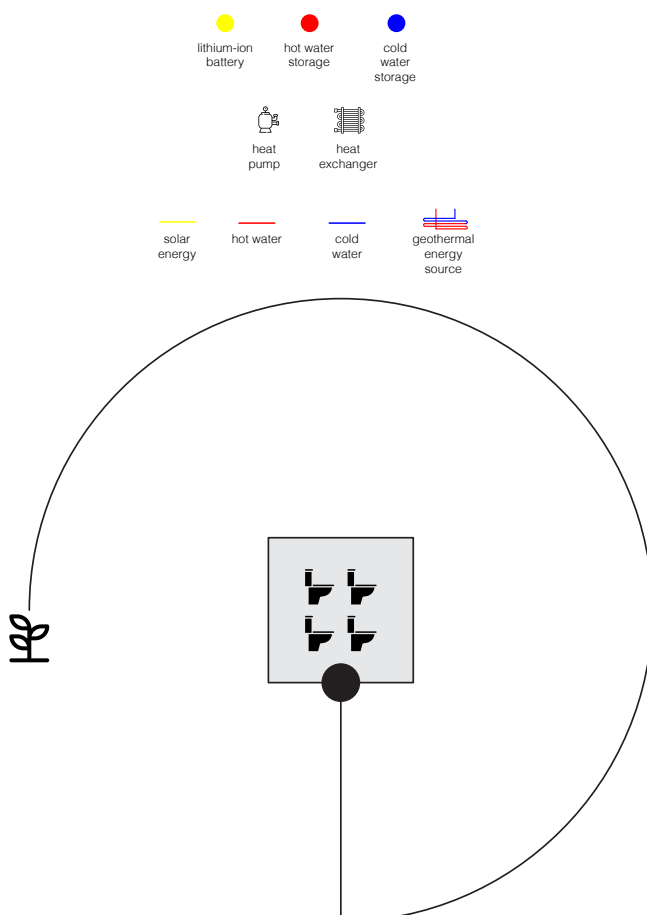 lithium-ion
battery
hot water
storage
cold
water
storage
heat
pump
heat
exchanger
solar
energy
hot water
cold
water
geothermal
energy
source